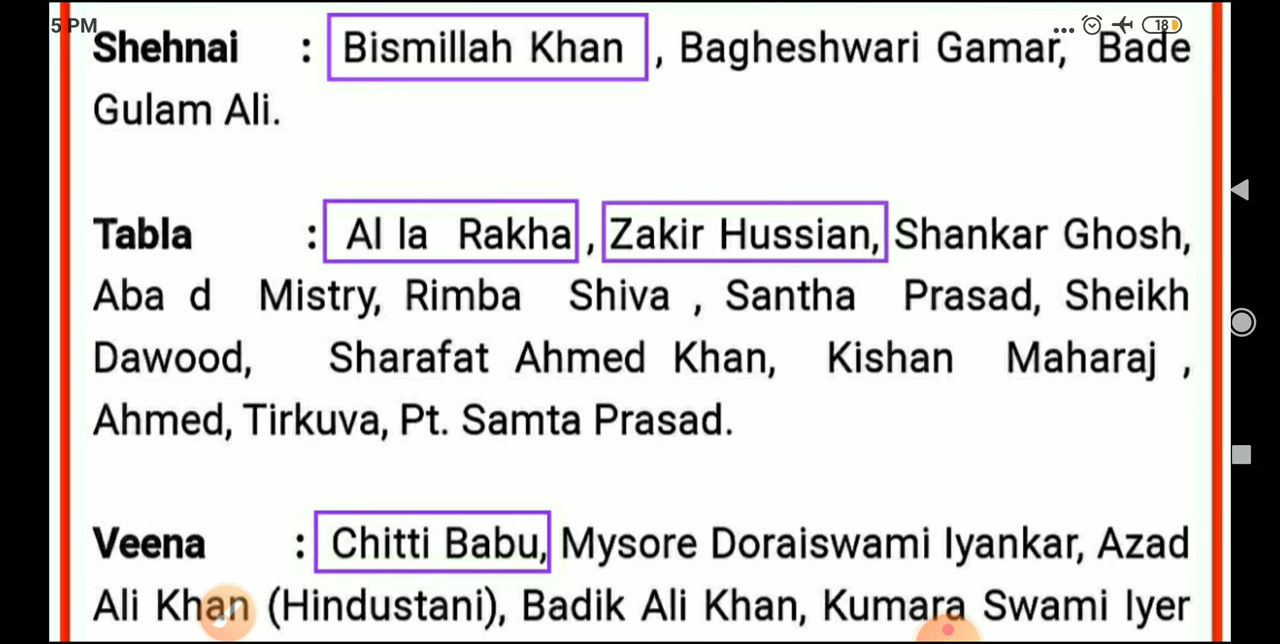 5 PM
18
Shehnai : Bismillah Khan , Bagheshwari Gamar, Bade
Gulam Ali.
Tabla : Al la Rakha , Zakir Hussian, Shankar Ghosh,
Aba d Mistry, Rimba Shiva , Santha Prasad, Sheikh
Dawood, Sharafat Ahmed Khan, Kishan Maharaj ,
Ahmed, Tirkuva, Pt. Samta Prasad.
Veena : Chitti Babu, Mysore Doraiswami Iyankar, Azad
Ali Khan (Hindustani), Badik Ali Khan, Kumara Swami Iyer